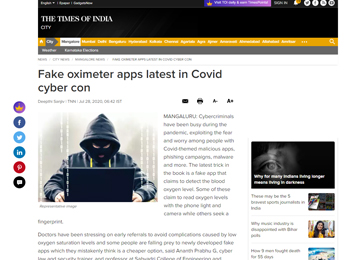 English
Epaper
GadgetsNow
SIGN IN
THE TIMES OF INDIA
CITY
City
Mangaluru
Mumbai
Delhi
Bengaluru
Hyderabad
Kolkata
Chennai
Agartala
Agra
Ajmer
Amaravati
Ahmedabad
Allahabad
Weather
Karnataka Elections
NEWS / CITY NEWS / MANGALURU NEWS / FAKE OXIMETER APPS LATEST IN COVID CYBER CON
Fake oximeter apps latest in Covid
cyber con
/ TNN / Jul 28, 2020, 08:42 IST
A-
A+
MANGALURU: Cybercriminals
have been busy during the
pandemic, exploiting the fear
and worry among people with
Covid-themed malicious apps,
phishing campaigns, malware
and more. The latest trick in
the book is a fake app that
claims to detect the blood
oxygen level. Some of these
claim to read oxygen levels
with the phone light and
camera while others seek a
Representative image
fingerprint.
Doctors have been stressing on early referrals to avoid complications caused by low
oxygen saturation levels and some people are falling prey to newly developed fake
apps which they mistakenly think is a cheaper option, said Ananth Prabhu G, cyber
law and security trainer, and professor at Sahyadri College of Engineering and
Why for many Indians living longer
means living in darkness
These may be the 5
bravest sports journalists in
India
Why music industry is
disappointed with Bihar
polls
How 9 men fought death
for 55 days